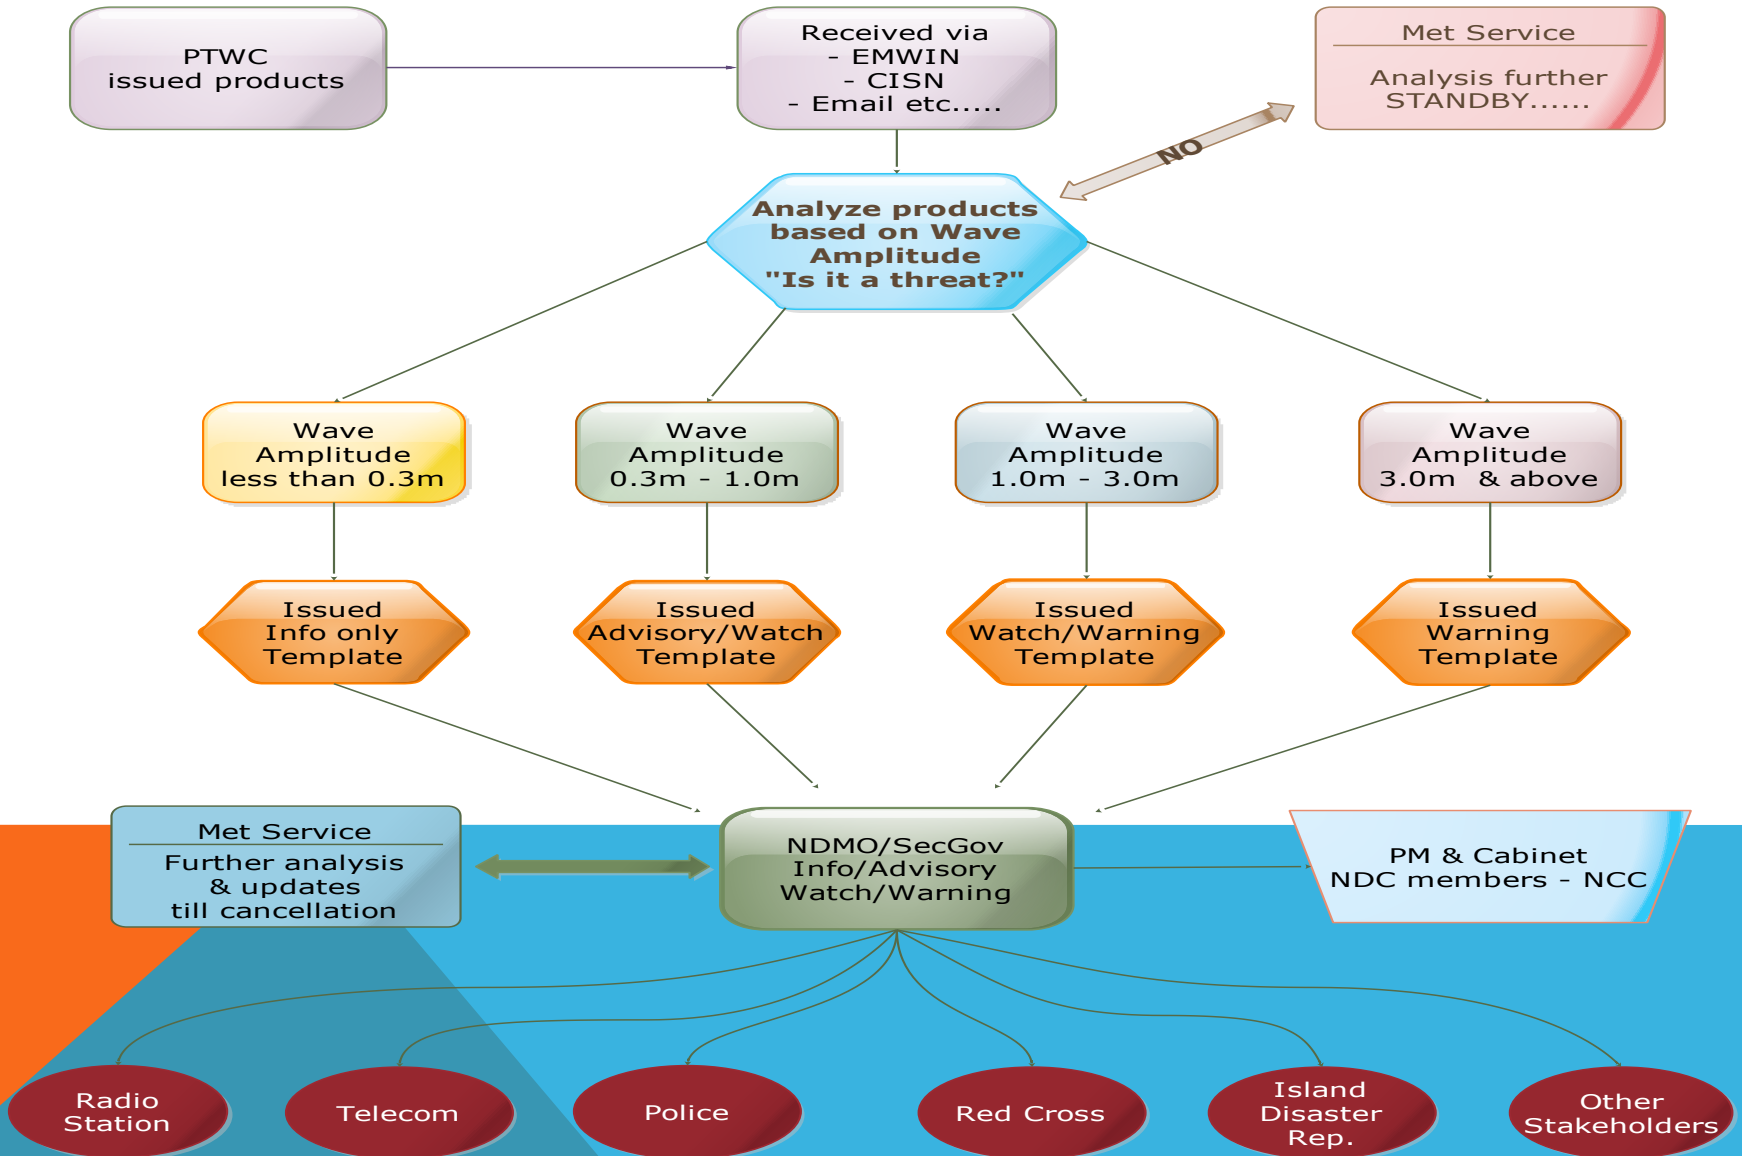 PTWC
issued products
Received via
- EMWIN
- CISN
- Email etc.....
Met Service
Analysis further
STANDBY......
NO
Analyze products
based on Wave
Amplitude
"Is it a threat?"
Wave
Amplitude
less than 0.3m
Wave
Amplitude
0.3m - 1.0m
Wave
Amplitude
1.0m - 3.0m
Wave
Amplitude
3.0m & above
Issued
Info only
Template
Issued
Advisory/Watch
Template
Issued
Watch/Warning
Template
Issued
Warning
Template
Met Service
Further analysis
& updates
till cancellation
NDMO/SecGov
Info/Advisory
Watch/Warning
PM & Cabinet
NDC members - NCC
Radio
Station
Telecom
Police
Red Cross
Island
Disaster
Rep.
Other
Stakeholders